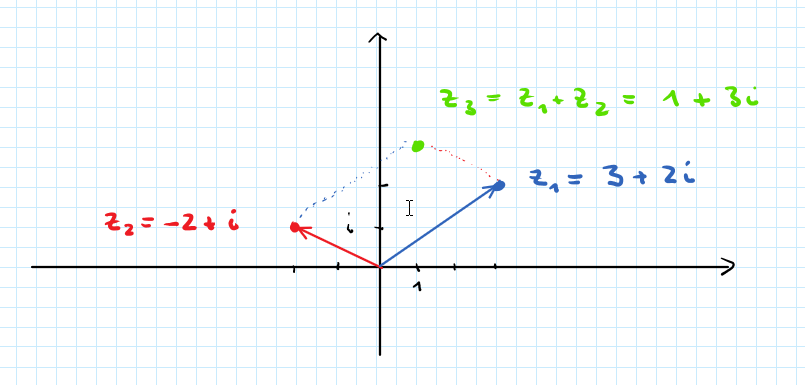 z₃ = z₁ + z₂ = 1 + 3i
z₁ = 3 + 2i
z₂ = -2 + i
i
1